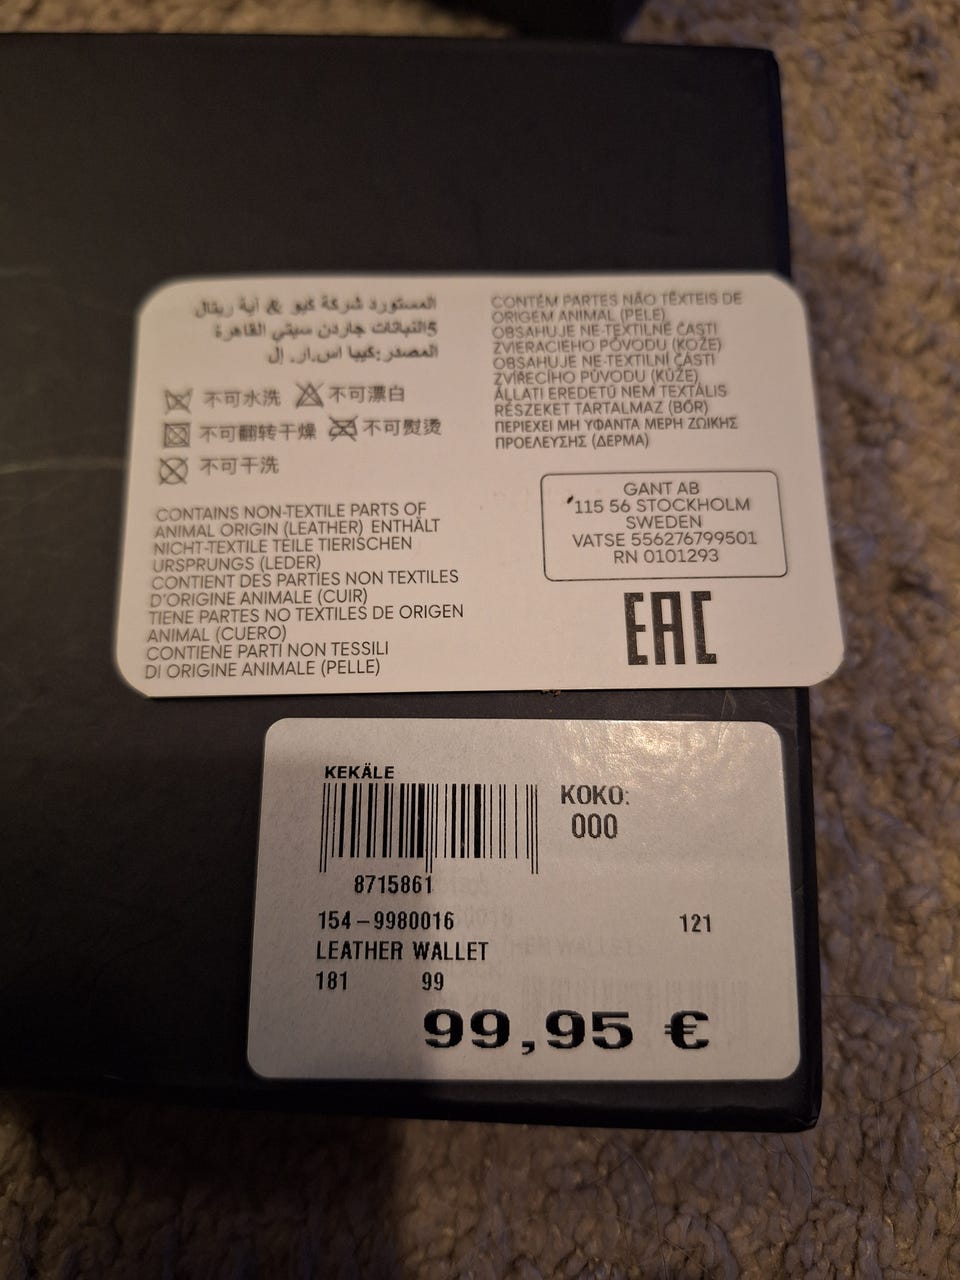 المستورد شركة كيو & اية ريتال
5النباتات جاردن سيتي القاهرة
المصدر :كيبا اس.ار. إل
不可水洗 不可漂白
不可翻转干燥 不可熨烫
不可干洗
CONTAINS NON-TEXTILE PARTS OF
ANIMAL ORIGIN (LEATHER) ENTHÄLT
NICHT-TEXTILE TEILE TIERISCHEN
URSPRUNGS (LEDER)
CONTIENT DES PARTIES NON TEXTILES
D'ORIGINE ANIMALE (CUIR)
TIENE PARTES NO TEXTILES DE ORIGEN
ANIMAL (CUERO)
CONTIENE PARTI NON TESSILI
DI ORIGINE ANIMALE (PELLE)
CONTÉM PARTES NÃO TÊXTEIS DE
ORIGEM ANIMAL (PELE)
OBSAHUJE NE-TEXTILNÉ ČASTI
ZVIERACIEHO PÔVODU (KOŽE)
OBSAHUJE NE-TEXTILNÍ ČÁSTI
ZVÍŘECÍHO PŮVODU (KŮŽE)
ÁLLATI EREDETŰ NEM TEXTÁLIS
RÉSZEKET TARTALMAZ (BŐR)
ΠΕΡΙΕΧΕΙ ΜΗ ΥΦΑΝΤΑ ΜΕΡΗ ΖΩΙΚΗΣ
ΠΡΟΕΛΕΥΣΗΣ (ΔΕΡΜΑ)
GANT AB
115 56 STOCKHOLM
SWEDEN
VATSE 556276799501
RN 0101293
EAC
KEKÄLE
KOKO:
000
8715861
154-9980016 121
LEATHER WALLET
181 99
99,95 €